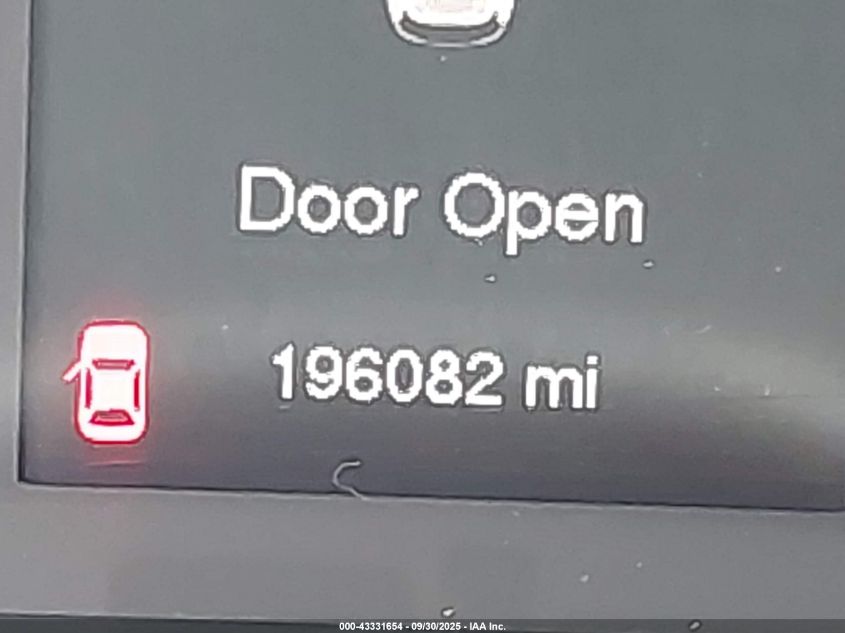 Door Open
196082 mi
000-43331654 - 09/30/2025 - IAA Inc.